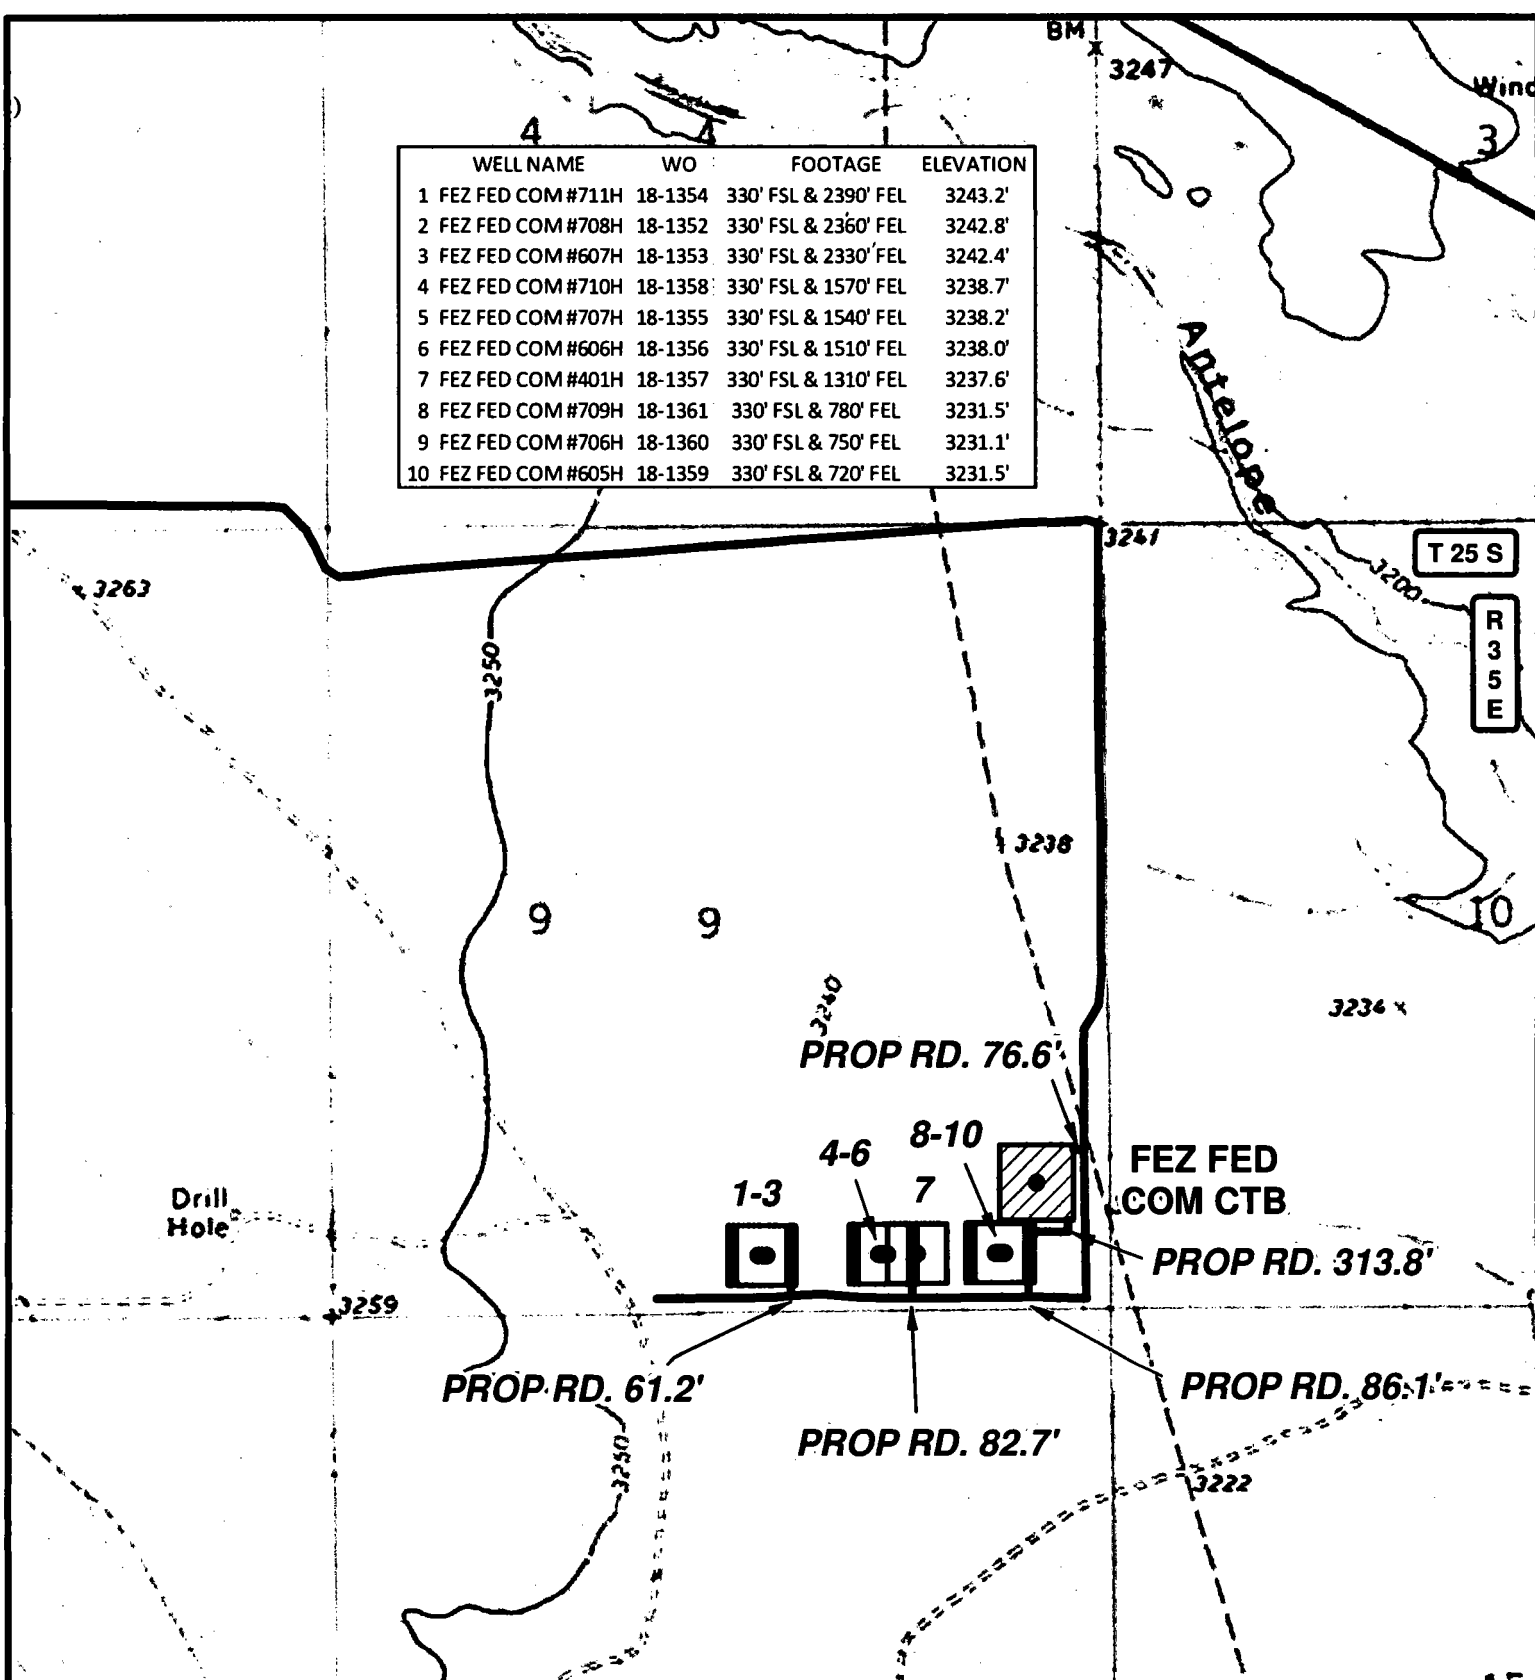 BM
3247
Wind
4 4
3
WELL NAME WO FOOTAGE ELEVATION
1 FEZ FED COM #711H 18-1354 330' FSL & 2390' FEL 3243.2'
2 FEZ FED COM #708H 18-1352 330' FSL & 2360' FEL 3242.8'
3 FEZ FED COM #607H 18-1353 330' FSL & 2330' FEL 3242.4'
4 FEZ FED COM #710H 18-1358 330' FSL & 1570' FEL 3238.7'
5 FEZ FED COM #707H 18-1355 330' FSL & 1540' FEL 3238.2'
6 FEZ FED COM #606H 18-1356 330' FSL & 1510' FEL 3238.0'
7 FEZ FED COM #401H 18-1357 330' FSL & 1310' FEL 3237.6'
8 FEZ FED COM #709H 18-1361 330' FSL & 780' FEL 3231.5'
9 FEZ FED COM #706H 18-1360 330' FSL & 750' FEL 3231.1'
10 FEZ FED COM #605H 18-1359 330' FSL & 720' FEL 3231.5'
Antelope
3241
T 25 S
3263
3200
R
3
5
E
3250
3238
9 9
10
3240
3234
PROP RD. 76.6'
8-10
4-6
7
1-3
FEZ FED
COM CTB
Drill
Hole
PROP RD. 313.8'
3259
PROP RD. 61.2'
PROP RD. 86.1'
PROP RD. 82.7'
3250
3222